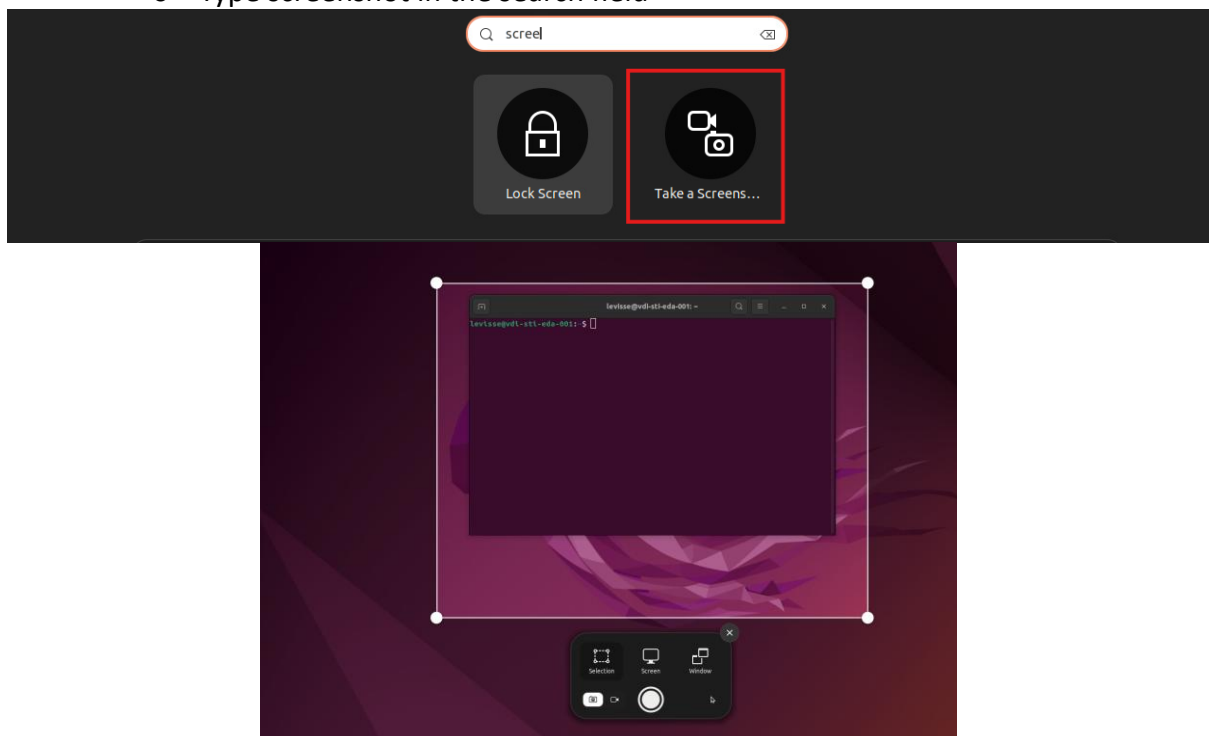 Type screenshot in the search field
scree
Lock Screen
Take a Screens...
levisse@vdi-sti-eda-001: ~
levisse@vdi-sti-eda-001:~$
Selection
Screen
Window